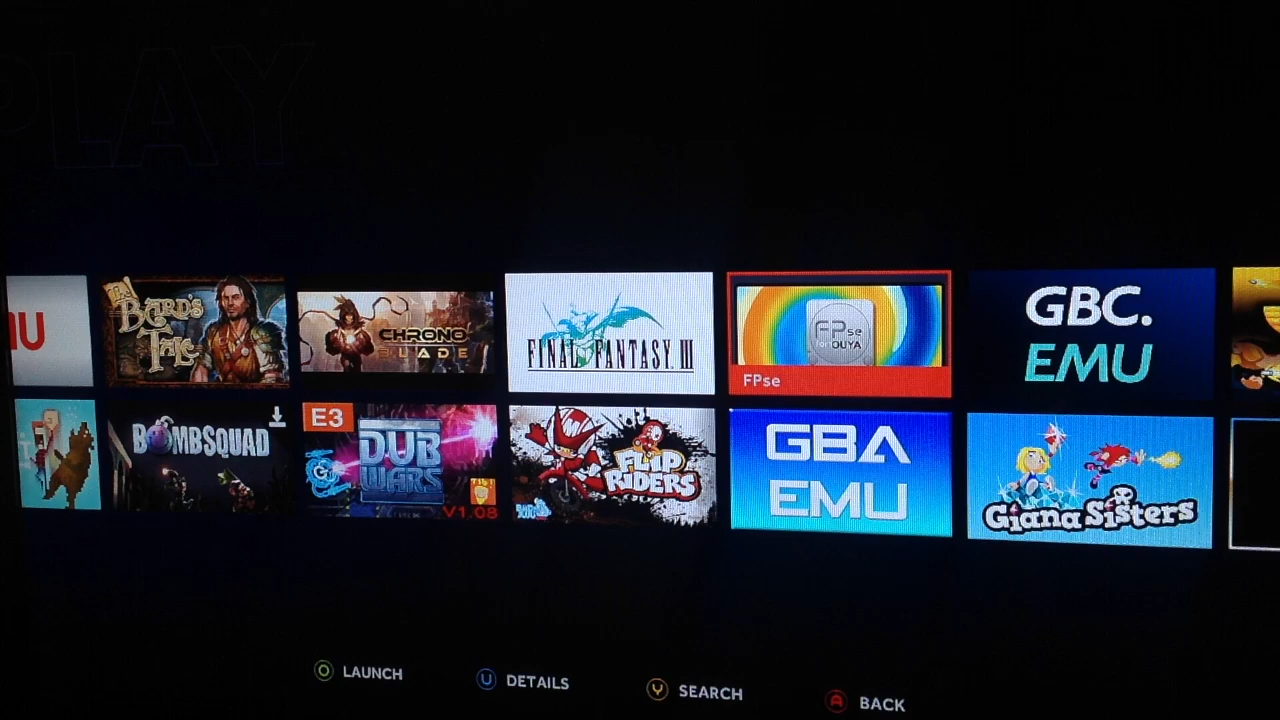 PLAY
The
Bard's
Tale
CHRONO
BLADE
FINAL FANTASY III
FPse
for OUYA
FPse
GBC.
EMU
BOMBSQUAD
E3
DUB
WARS
V1.08
FLIP
RIDERS
GBA
EMU
Giana Sisters
O LAUNCH
U DETAILS
Y SEARCH
A BACK